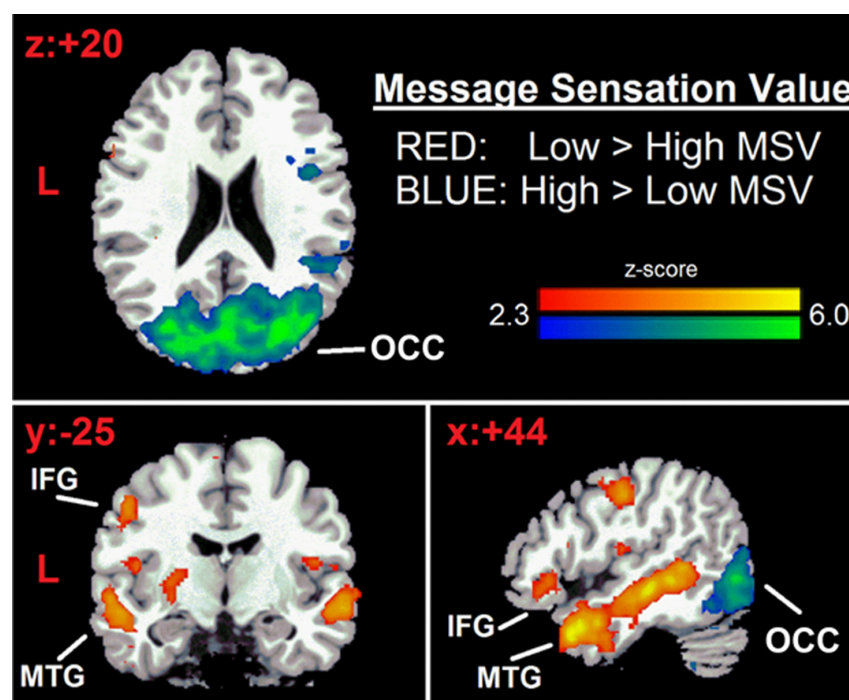 z:+20
Message Sensation Value
RED: Low > High MSV
L
BLUE: High > Low MSV
z-score
2.3
6.0
OCC
y:-25
IFG
L
MTG
x:+44
IFG
MTG
OCC